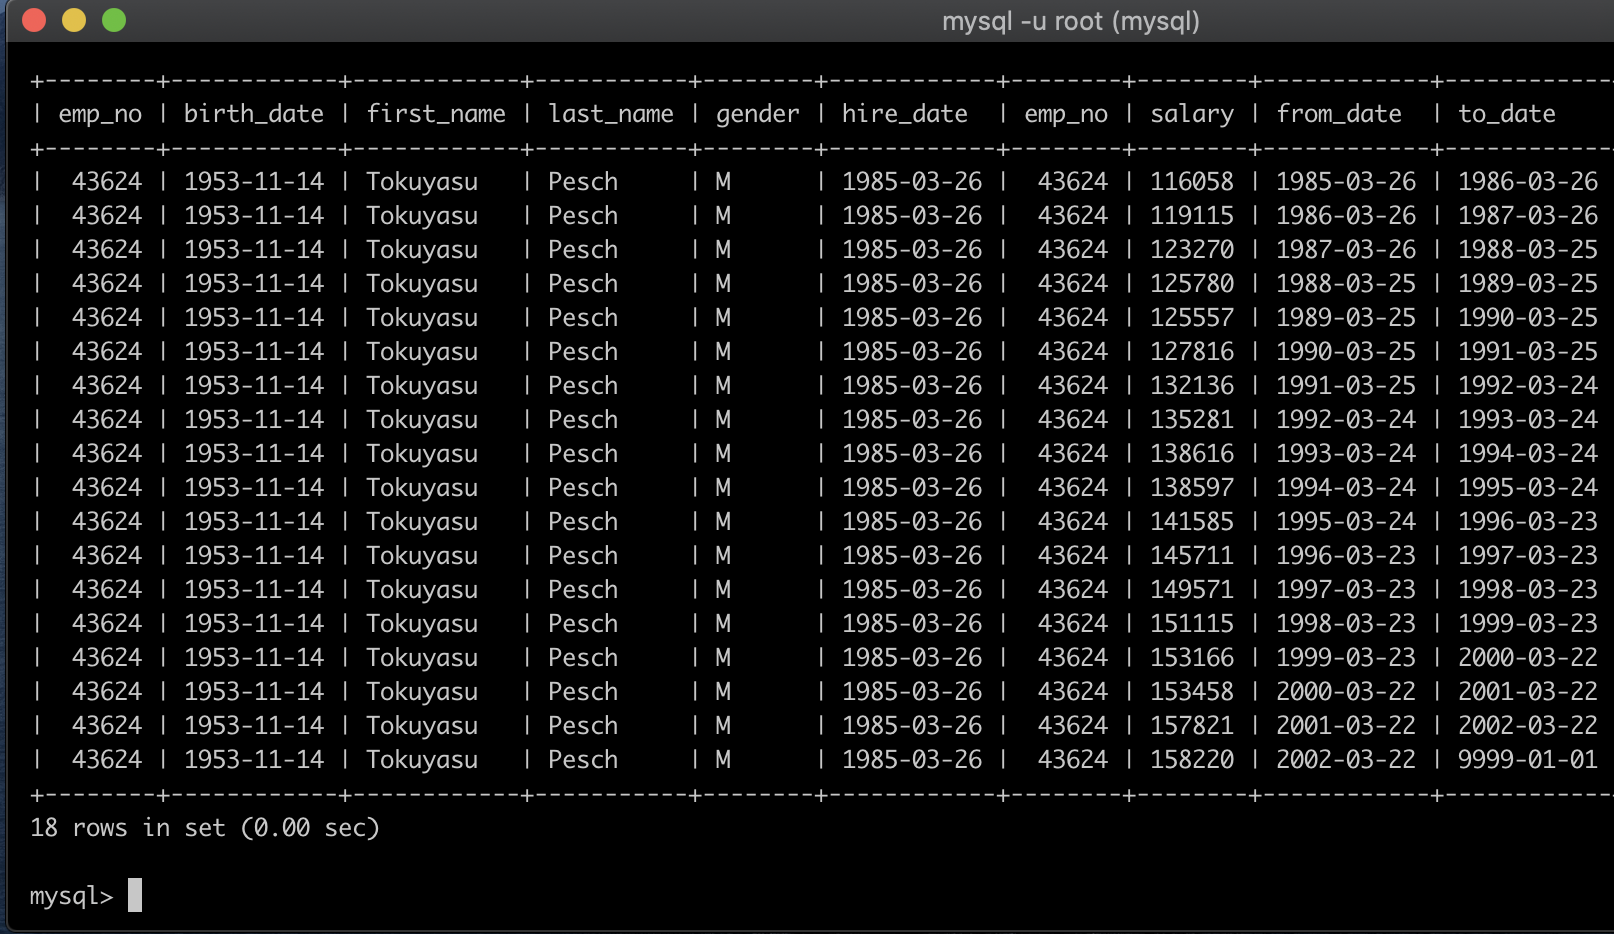 mysql -u root (mysql)
+--------+------------+------------+-----------+--------+------------+--------+--------+------------+------------
| emp_no | birth_date | first_name | last_name | gender | hire_date  | emp_no | salary | from_date  | to_date
+--------+------------+------------+-----------+--------+------------+--------+--------+------------+------------
|  43624 | 1953-11-14 | Tokuyasu   | Pesch     | M      | 1985-03-26 |  43624 | 116058 | 1985-03-26 | 1986-03-26
|  43624 | 1953-11-14 | Tokuyasu   | Pesch     | M      | 1985-03-26 |  43624 | 119115 | 1986-03-26 | 1987-03-26
|  43624 | 1953-11-14 | Tokuyasu   | Pesch     | M      | 1985-03-26 |  43624 | 123270 | 1987-03-26 | 1988-03-25
|  43624 | 1953-11-14 | Tokuyasu   | Pesch     | M      | 1985-03-26 |  43624 | 125780 | 1988-03-25 | 1989-03-25
|  43624 | 1953-11-14 | Tokuyasu   | Pesch     | M      | 1985-03-26 |  43624 | 125557 | 1989-03-25 | 1990-03-25
|  43624 | 1953-11-14 | Tokuyasu   | Pesch     | M      | 1985-03-26 |  43624 | 127816 | 1990-03-25 | 1991-03-25
|  43624 | 1953-11-14 | Tokuyasu   | Pesch     | M      | 1985-03-26 |  43624 | 132136 | 1991-03-25 | 1992-03-24
|  43624 | 1953-11-14 | Tokuyasu   | Pesch     | M      | 1985-03-26 |  43624 | 135281 | 1992-03-24 | 1993-03-24
|  43624 | 1953-11-14 | Tokuyasu   | Pesch     | M      | 1985-03-26 |  43624 | 138616 | 1993-03-24 | 1994-03-24
|  43624 | 1953-11-14 | Tokuyasu   | Pesch     | M      | 1985-03-26 |  43624 | 138597 | 1994-03-24 | 1995-03-24
|  43624 | 1953-11-14 | Tokuyasu   | Pesch     | M      | 1985-03-26 |  43624 | 141585 | 1995-03-24 | 1996-03-23
|  43624 | 1953-11-14 | Tokuyasu   | Pesch     | M      | 1985-03-26 |  43624 | 145711 | 1996-03-23 | 1997-03-23
|  43624 | 1953-11-14 | Tokuyasu   | Pesch     | M      | 1985-03-26 |  43624 | 149571 | 1997-03-23 | 1998-03-23
|  43624 | 1953-11-14 | Tokuyasu   | Pesch     | M      | 1985-03-26 |  43624 | 151115 | 1998-03-23 | 1999-03-23
|  43624 | 1953-11-14 | Tokuyasu   | Pesch     | M      | 1985-03-26 |  43624 | 153166 | 1999-03-23 | 2000-03-22
|  43624 | 1953-11-14 | Tokuyasu   | Pesch     | M      | 1985-03-26 |  43624 | 153458 | 2000-03-22 | 2001-03-22
|  43624 | 1953-11-14 | Tokuyasu   | Pesch     | M      | 1985-03-26 |  43624 | 157821 | 2001-03-22 | 2002-03-22
|  43624 | 1953-11-14 | Tokuyasu   | Pesch     | M      | 1985-03-26 |  43624 | 158220 | 2002-03-22 | 9999-01-01
+--------+------------+------------+-----------+--------+------------+--------+--------+------------+------------
18 rows in set (0.00 sec)
mysql>